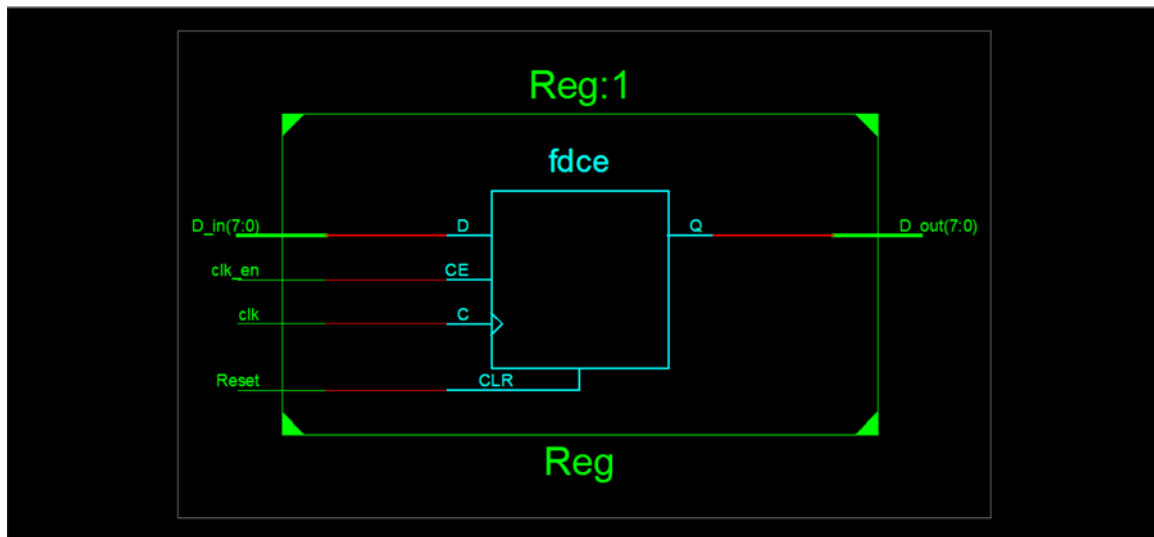 Reg:1
fdce
D_in(7:0)
D
Q
D_out(7:0)
clk_en
CE
clk
C
Reset
CLR
Reg